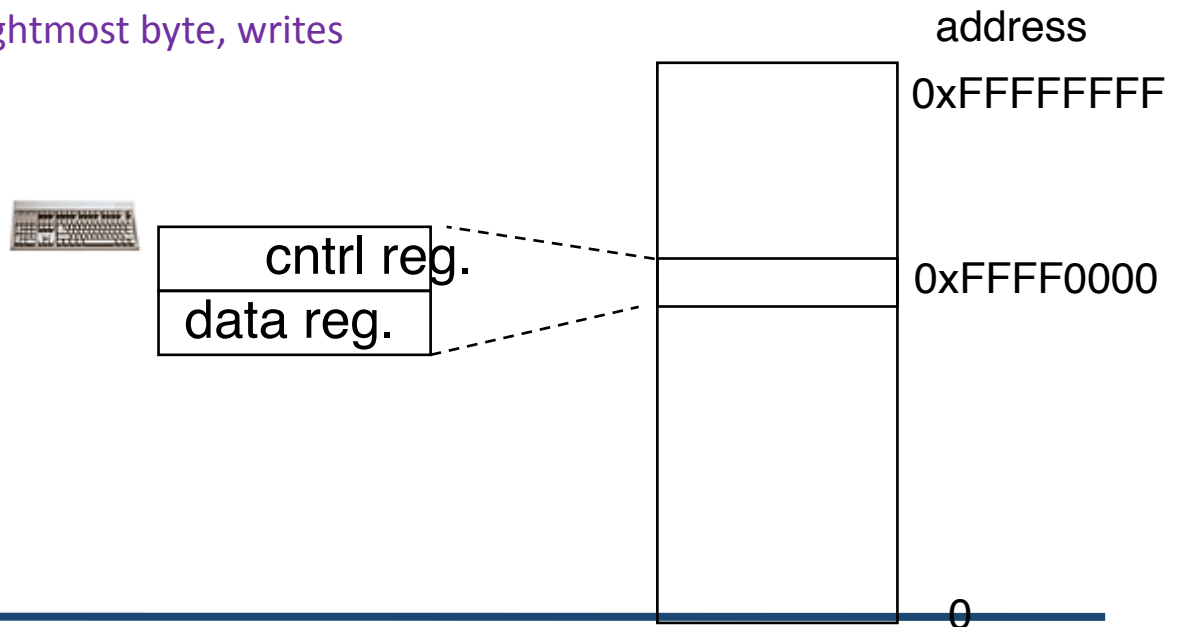 ghtmost byte, writes
address
0xFFFFFFFF
cntrl reg.
0xFFFF0000
data reg.
0